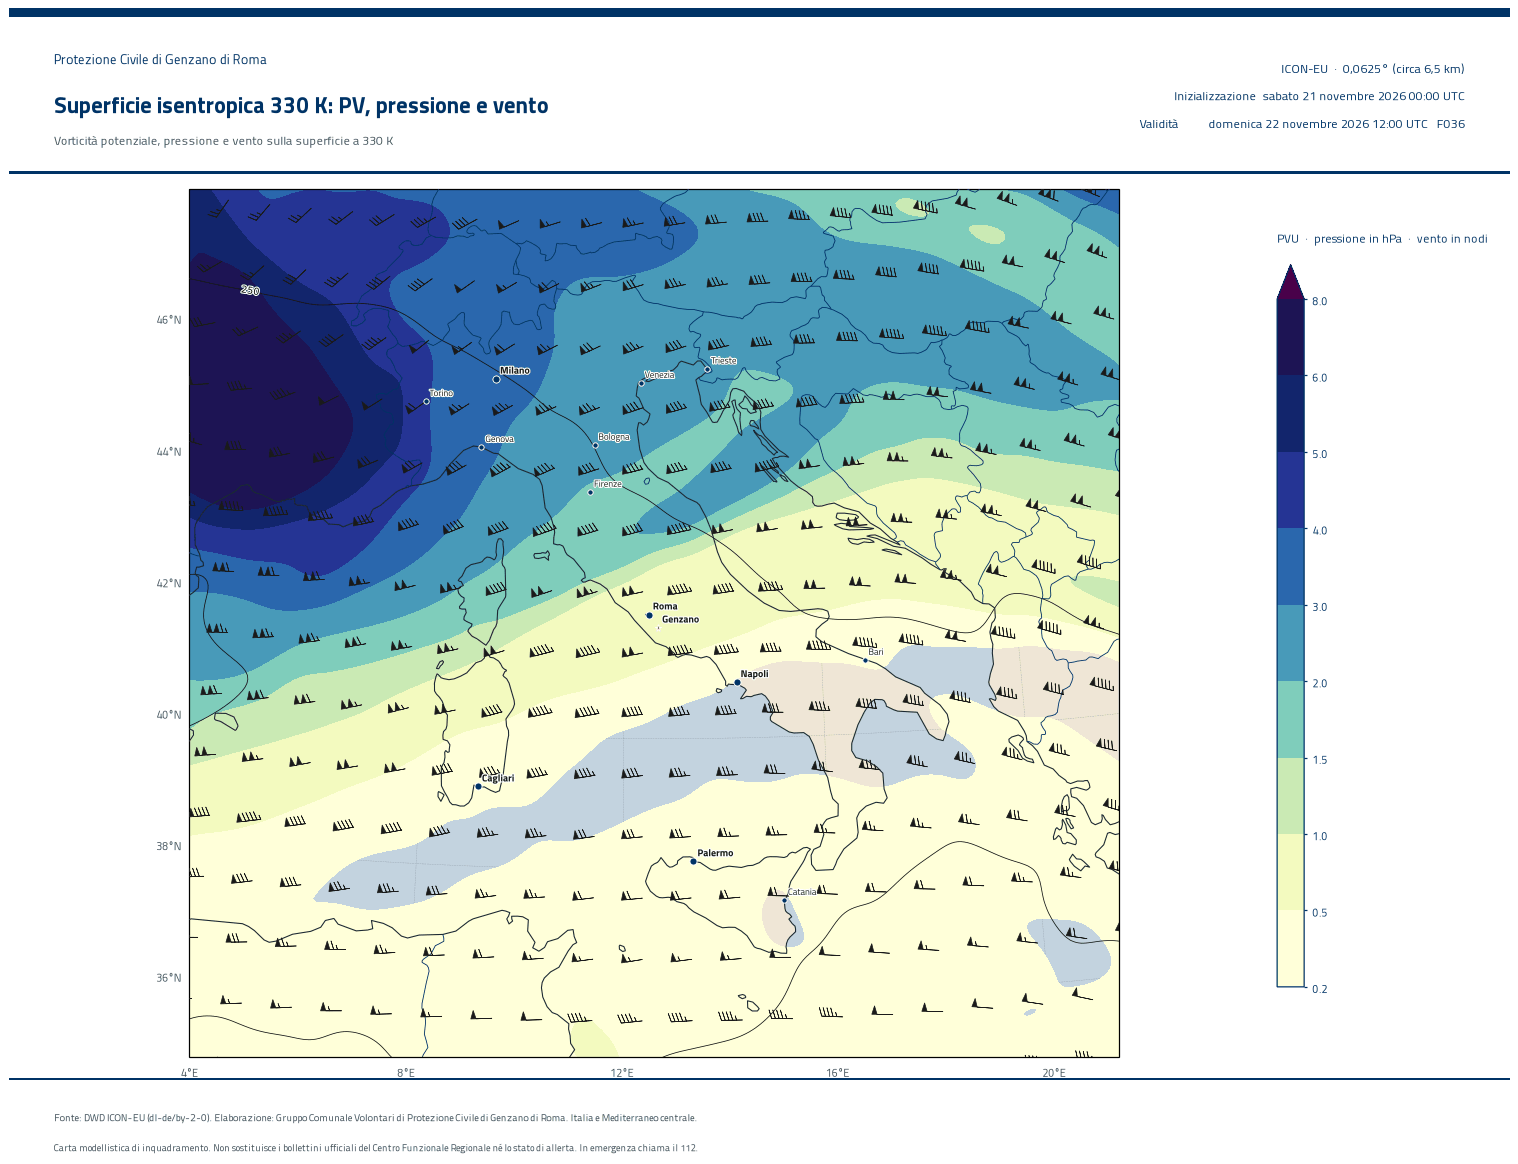 Protezione Civile di Genzano di Roma
Superficie isentropica 330 K: PV, pressione e vento
Vorticità potenziale, pressione e vento sulla superficie a 330 K
ICON-EU · 0,0625° (circa 6,5 km)
Inizializzazione sabato 21 novembre 2026 00:00 UTC
Validità domenica 22 novembre 2026 12:00 UTC F036
PVU · pressione in hPa · vento in nodi
8.0
6.0
5.0
4.0
3.0
2.0
1.5
1.0
0.5
0.2
46°N
44°N
42°N
40°N
38°N
36°N
4°E
8°E
12°E
16°E
20°E
250
Milano
Torino
Venezia
Trieste
Genova
Bologna
Firenze
Roma
Genzano
Bari
Napoli
Cagliari
Palermo
Catania
Fonte: DWD ICON-EU (dl-de/by-2-0). Elaborazione: Gruppo Comunale Volontari di Protezione Civile di Genzano di Roma. Italia e Mediterraneo centrale.
Carta modellistica di inquadramento. Non sostituisce i bollettini ufficiali del Centro Funzionale Regionale né lo stato di allerta. In emergenza chiama il 112.